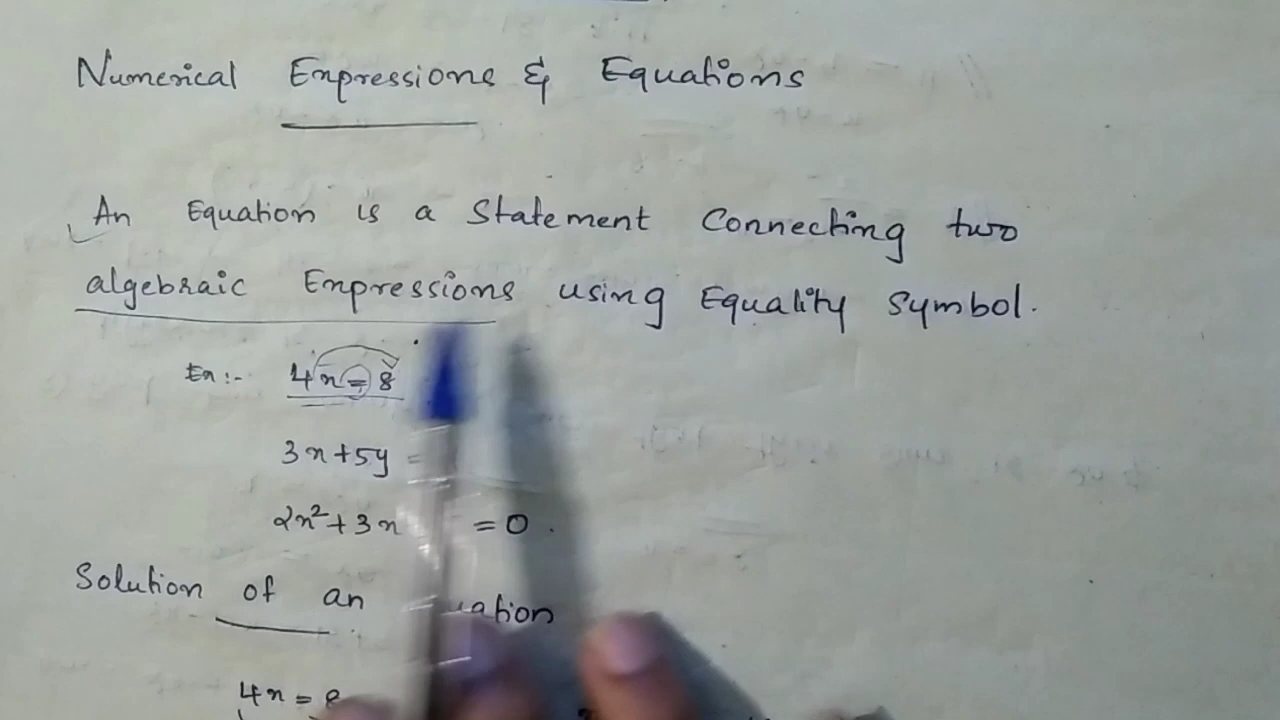 Numerical Expressions & Equations
An Equation is a Statement Connecting two
algebraic Expressions using Equality Symbol.
Ex:- 4x = 8
3x+5y =
2x²+3x = 0.
Solution of an
4x = 8